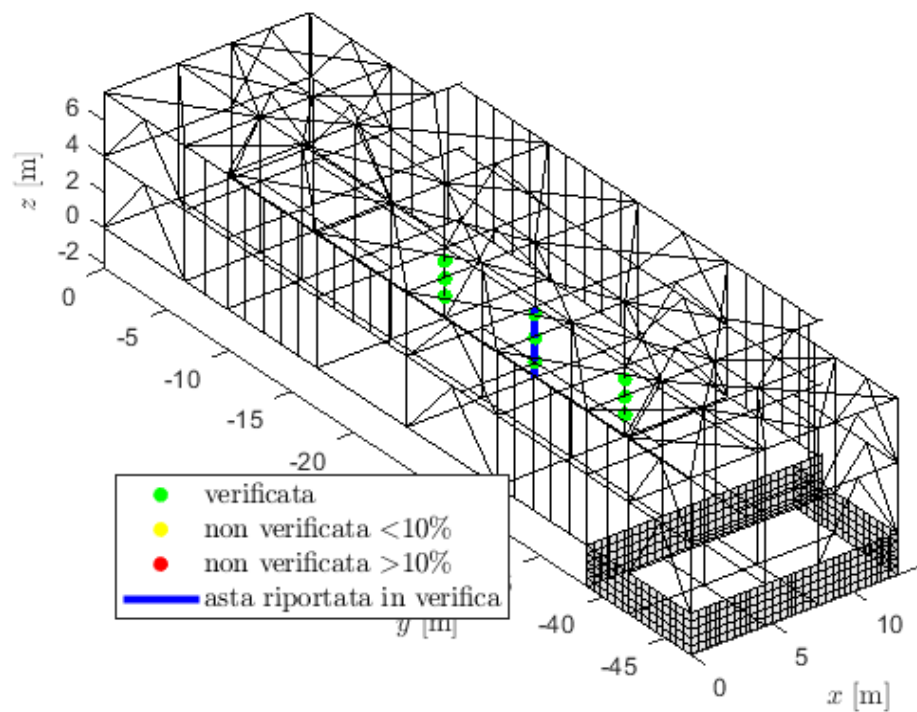 6
4
2
0
-2
z [m]
0
-5
-10
-15
-20
-40
-45
y [m]
0
5
10
x [m]
verificata
non verificata <10%
non verificata >10%
asta riportata in verifica